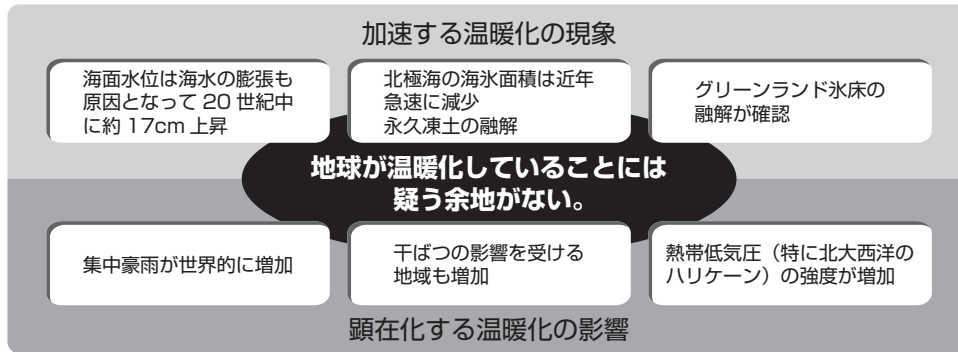 加速する温暖化の現象
海面水位は海水の膨張も
原因となって 20 世紀中
に約 17cm 上昇
北極海の海氷面積は近年
急速に減少
永久凍土の融解
グリーンランド氷床の
融解が確認
地球が温暖化していることには
疑う余地がない。
集中豪雨が世界的に増加
干ばつの影響を受ける
地域も増加
熱帯低気圧（特に北大西洋の
ハリケーン）の強度が増加
顕在化する温暖化の影響